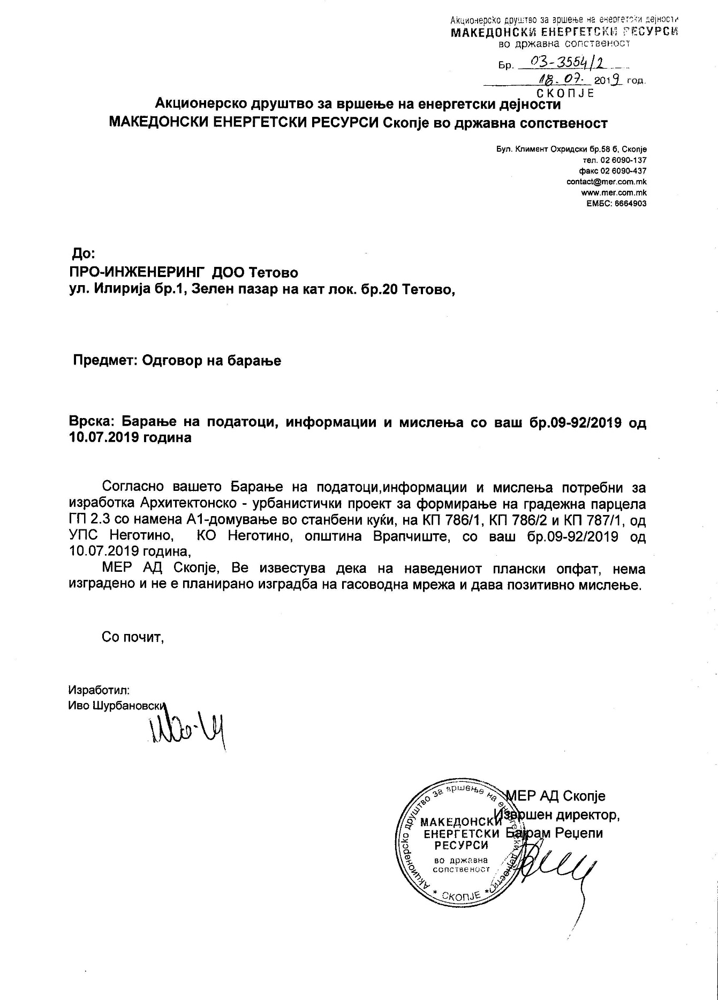 Акционерско друштво за вршење на енергетски дејности
МАКЕДОНСКИ ЕНЕРГЕТСКИ РЕСУРСИ
во државна сопственост
Бр. 03-3554/2
18.07. 2019 год.
СКОПЈЕ
Акционерско друштво за вршење на енергетски дејности
МАКЕДОНСКИ ЕНЕРГЕТСКИ РЕСУРСИ Скопје во државна сопственост
Бул. Климент Охридски бр.58 б, Скопје
тел. 02 6090-137
факс 02 6090-437
contact@mer.com.mk
www.mer.com.mk
ЕМБС: 6664903
До:
ПРО-ИНЖЕНЕРИНГ ДОО Тетово
ул. Илирија бр.1, Зелен пазар на кат лок. бр.20 Тетово,
Предмет: Одговор на барање
Врска: Барање на податоци, информации и мислења со ваш бр.09-92/2019 од
10.07.2019 година
Согласно вашето Барање на податоци,информации и мислења потребни за
изработка Архитектонско - урбанистички проект за формирање на градежна парцела
ГП 2.3 со намена А1-домување во станбени куќи, на КП 786/1, КП 786/2 и КП 787/1, од
УПС Неготино, КО Неготино, општина Врапчиште, со ваш бр.09-92/2019 од
10.07.2019 година,
МЕР АД Скопје, Ве известува дека на наведениот плански опфат, нема
изградено и не е планирано изградба на гасоводна мрежа и дава позитивно мислење.
Со почит,
Изработил:
Иво Шурбановски
МЕР АД Скопје
Извршен директор,
Бајрам Реџепи
Акционерско друштво за вршење на енергетски дејности
МАКЕДОНСКИ
ЕНЕРГЕТСКИ
РЕСУРСИ
во државна
сопственост
* СКОПЈЕ *